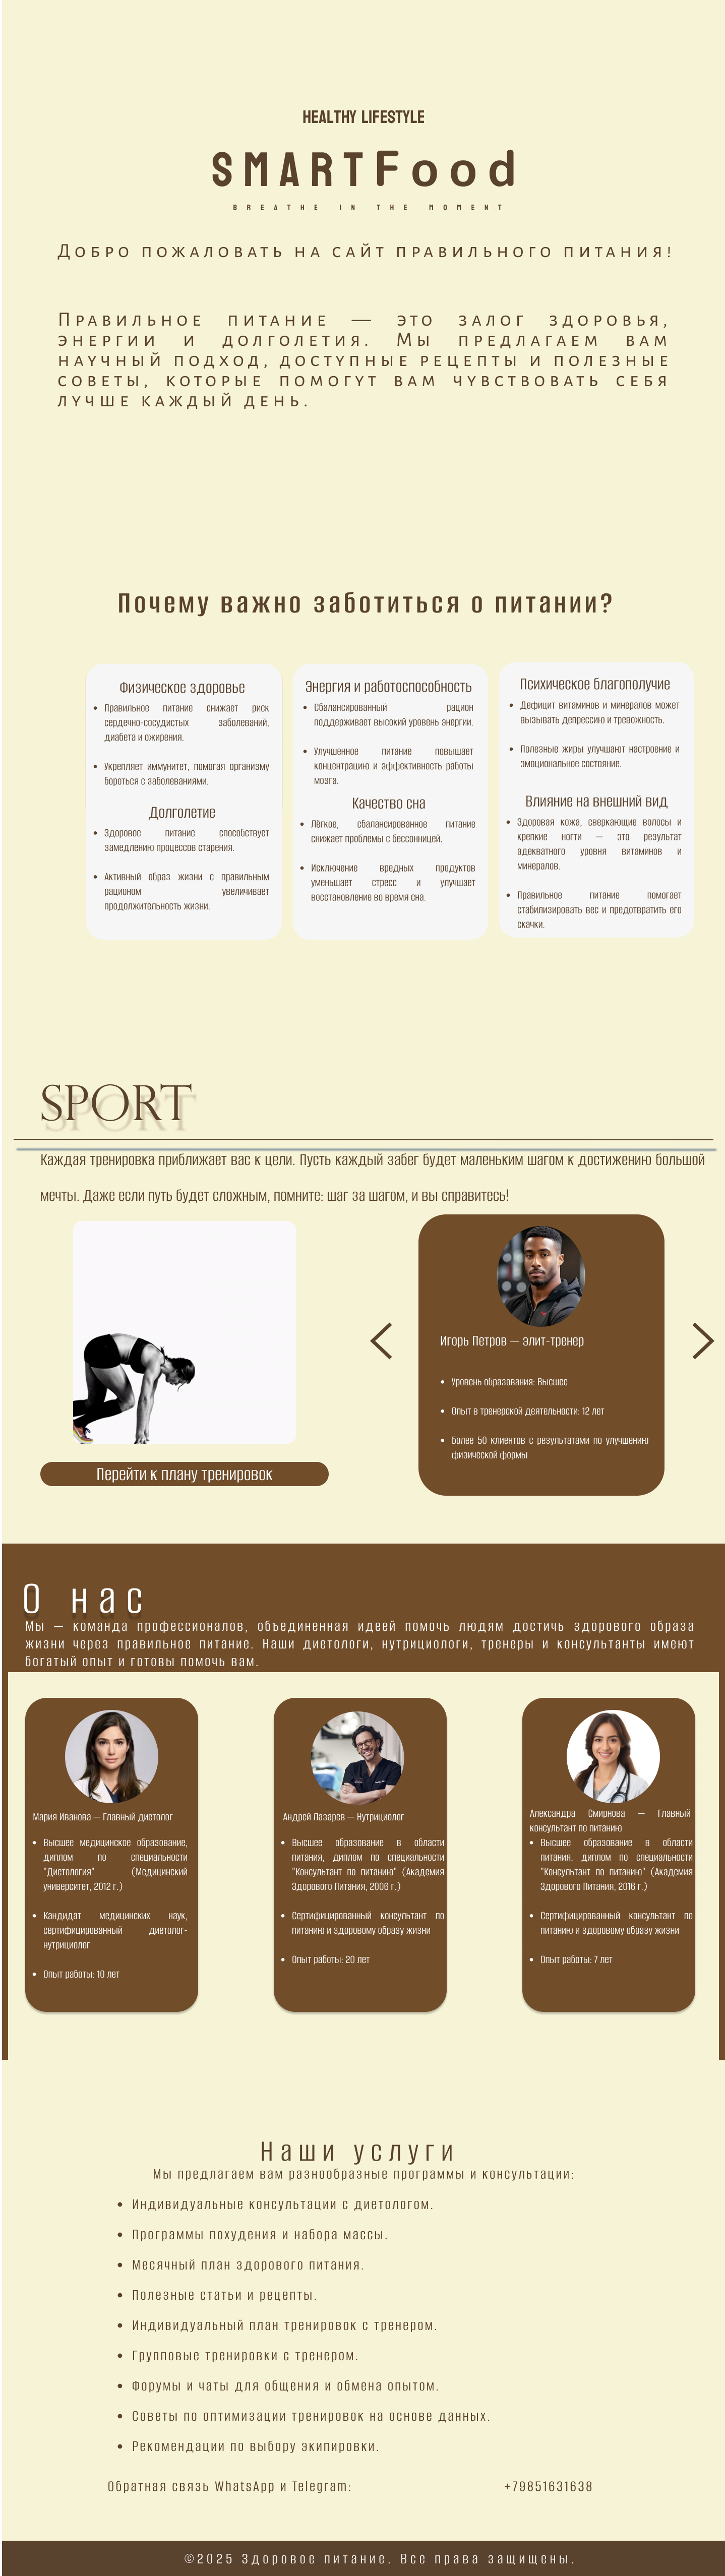 HEALTHY LIFESTYLE
SMARTFood
BREATHE IN THE MOMENT
Добро пожаловать на сайт правильного питания!
Правильное питание — это залог здоровья,
энергии и долголетия. Мы предлагаем вам
научный подход, доступные рецепты и полезные
советы, которые помогут вам чувствовать себя
лучше каждый день.
Почему важно заботиться о питании?
Физическое здоровье
• Правильное питание снижает риск
сердечно-сосудистых заболеваний,
диабета и ожирения.
• Укрепляет иммунитет, помогая организму
бороться с заболеваниями.
Долголетие
• Здоровое питание способствует
замедлению процессов старения.
• Активный образ жизни с правильным
рационом увеличивает
продолжительность жизни.
Энергия и работоспособность
• Сбалансированный рацион
поддерживает высокий уровень энергии.
• Улучшенное питание повышает
концентрацию и эффективность работы
мозга.
Качество сна
• Лёгкое, сбалансированное питание
снижает проблемы с бессонницей.
• Исключение вредных продуктов
уменьшает стресс и улучшает
восстановление во время сна.
Психическое благополучие
• Дефицит витаминов и минералов может
вызывать депрессию и тревожность.
• Полезные жиры улучшают настроение и
эмоциональное состояние.
Влияние на внешний вид
• Здоровая кожа, сверкающие волосы и
крепкие ногти — это результат
адекватного уровня витаминов и
минералов.
• Правильное питание помогает
стабилизировать вес и предотвратить его
скачки.
SPORT
Каждая тренировка приближает вас к цели. Пусть каждый забег будет маленьким шагом к достижению большой
мечты. Даже если путь будет сложным, помните: шаг за шагом, и вы справитесь!
Перейти к плану тренировок
Игорь Петров — элит-тренер
• Уровень образования: Высшее
• Опыт в тренерской деятельности: 12 лет
• Более 50 клиентов с результатами по улучшению
физической формы
О нас
Мы — команда профессионалов, объединенная идеей помочь людям достичь здорового образа
жизни через правильное питание. Наши диетологи, нутрициологи, тренеры и консультанты имеют
богатый опыт и готовы помочь вам.
Мария Иванова — Главный диетолог
• Высшее медицинское образование,
диплом по специальности
"Диетология" (Медицинский
университет, 2012 г.)
• Кандидат медицинских наук,
сертифицированный диетолог-
нутрициолог
• Опыт работы: 10 лет
Андрей Лазарев — Нутрициолог
• Высшее образование в области
питания, диплом по специальности
"Консультант по питанию" (Академия
Здорового Питания, 2006 г.)
• Сертифицированный консультант по
питанию и здоровому образу жизни
• Опыт работы: 20 лет
Александра Смирнова — Главный
консультант по питанию
• Высшее образование в области
питания, диплом по специальности
"Консультант по питанию" (Академия
Здорового Питания, 2016 г.)
• Сертифицированный консультант по
питанию и здоровому образу жизни
• Опыт работы: 7 лет
Наши услуги
Мы предлагаем вам разнообразные программы и консультации:
• Индивидуальные консультации с диетологом.
• Программы похудения и набора массы.
• Месячный план здорового питания.
• Полезные статьи и рецепты.
• Индивидуальный план тренировок с тренером.
• Групповые тренировки с тренером.
• Форумы и чаты для общения и обмена опытом.
• Советы по оптимизации тренировок на основе данных.
• Рекомендации по выбору экипировки.
Обратная связь WhatsApp и Telegram: +79851631638
©2025 Здоровое питание. Все права защищены.